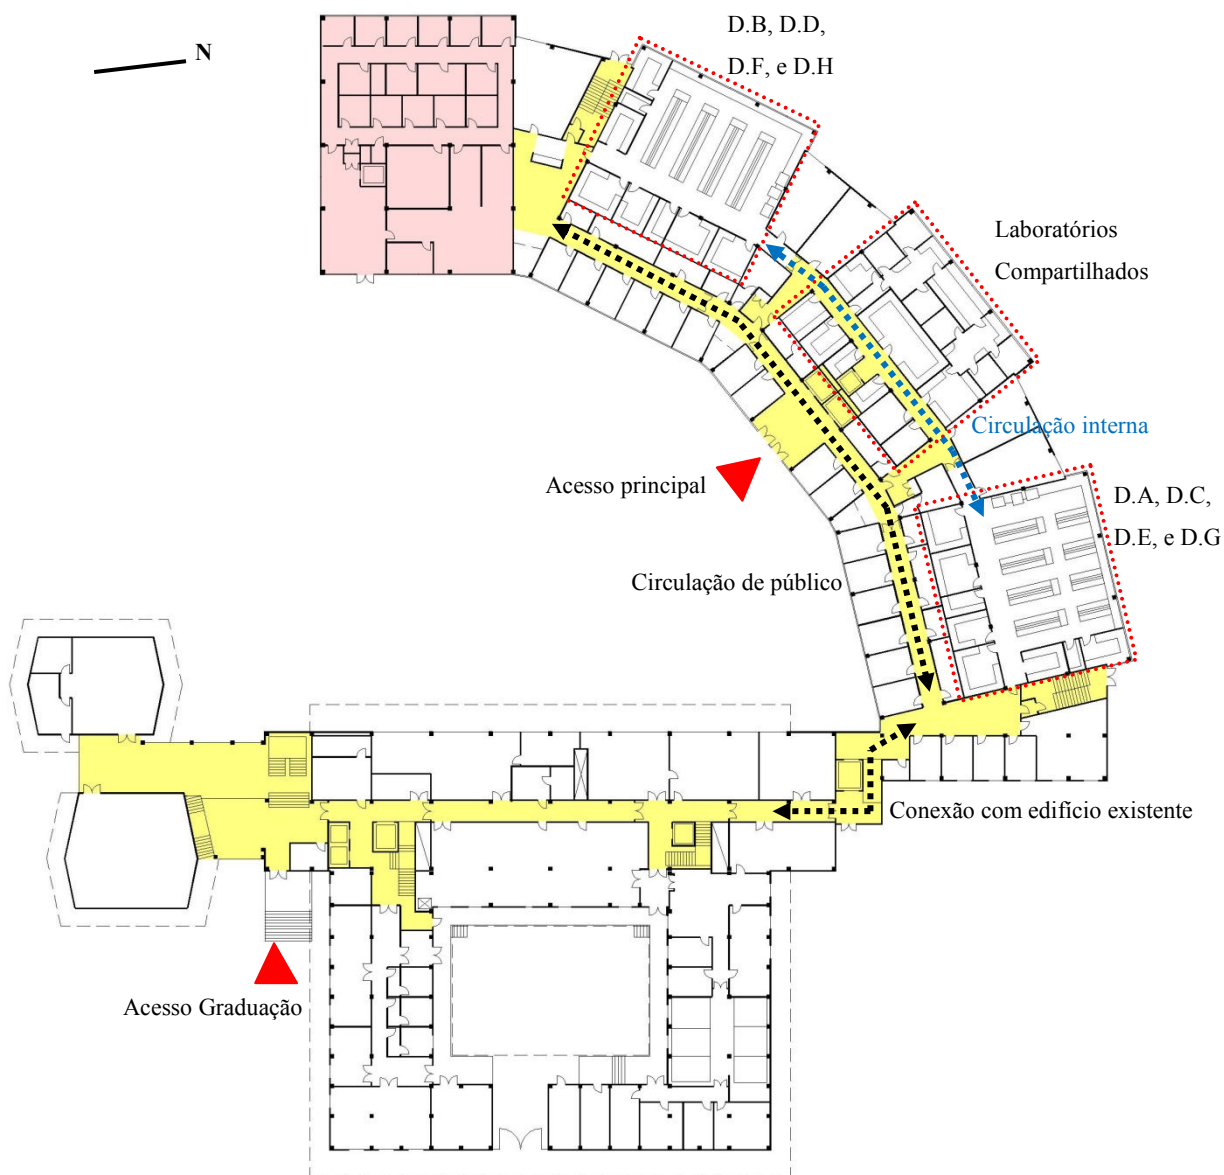 D.B, D.D,
D.F, e D.H
N
Laboratórios
Compartilhados
Circulação interna
Acesso principal
D.A, D.C,
D.E, e D.G
Circulação de público
Conexão com edifício existente
Acesso Graduação